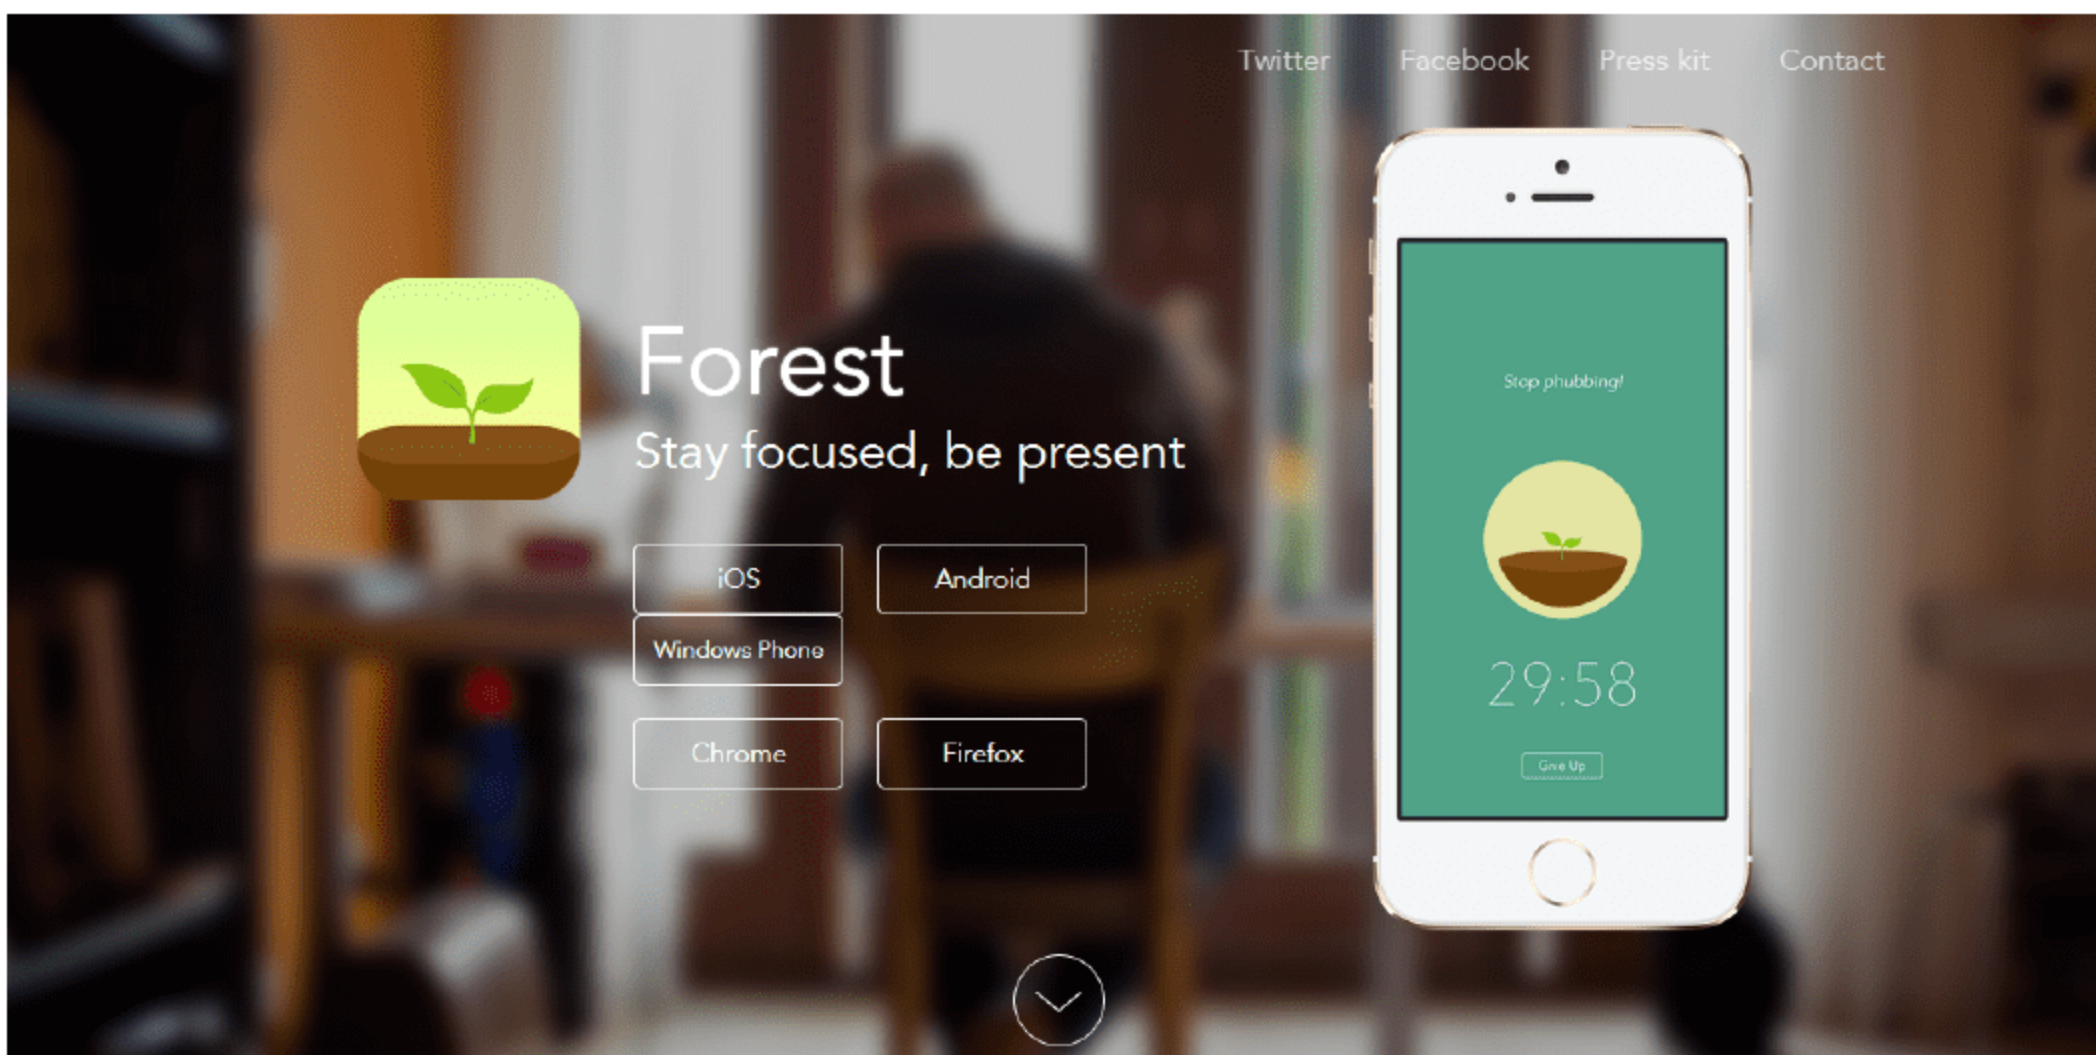 Twitter Facebook Press kit Contact
Forest
Stay focused, be present
iOS Android
Windows Phone
Chrome Firefox
Stop phubbing!
29:58
Give Up